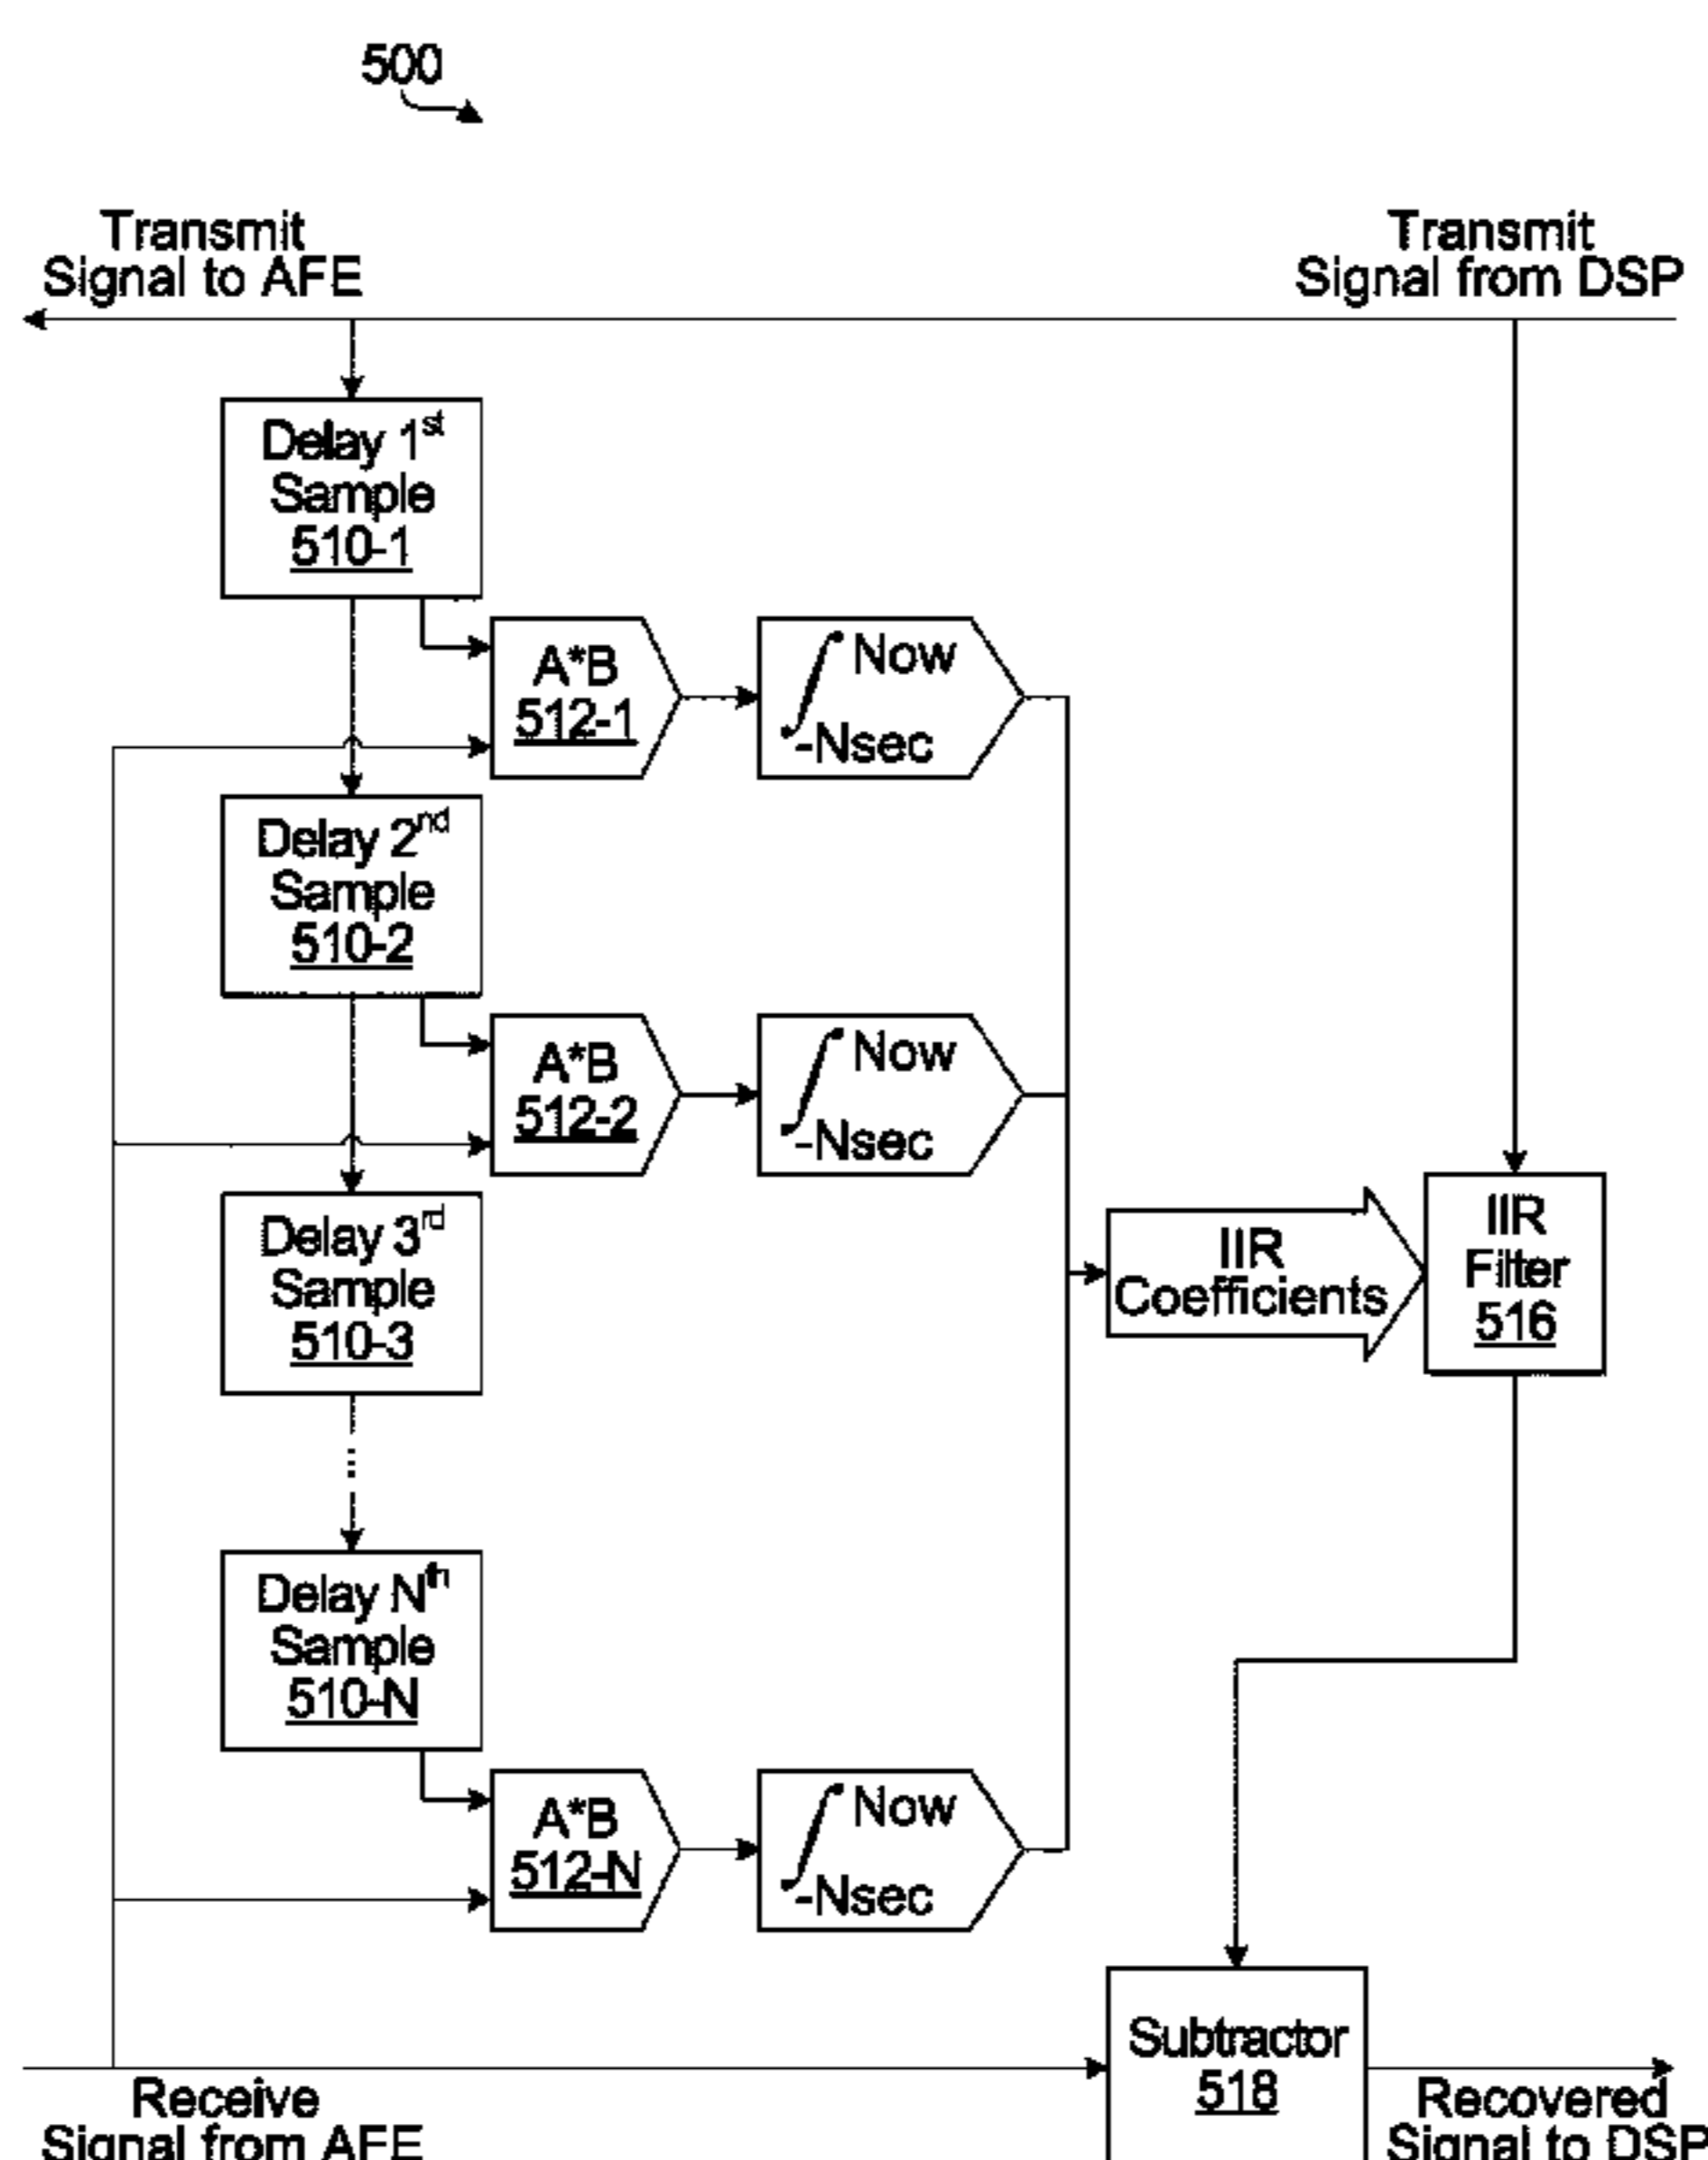 500
Transmit
Signal to AFE
Transmit
Signal from DSP
Delay 1st
Sample
510-1
A*B
512-1
∫ Now
-Nsec
Delay 2nd
Sample
510-2
A*B
512-2
∫ Now
-Nsec
Delay 3rd
Sample
510-3
IIR
Coefficients
IIR
Filter
516
...
Delay Nth
Sample
510-N
A*B
512-N
∫ Now
-Nsec
Subtractor
518
Receive
Signal from AFE
Recovered
Signal to DSP